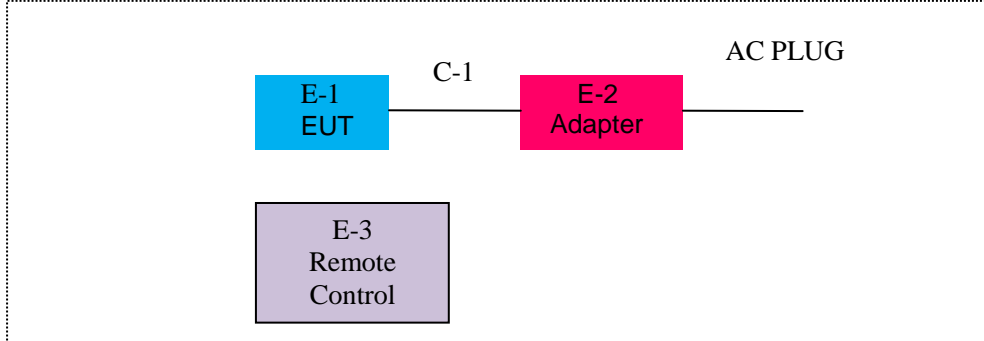 AC PLUG
C-1
E-1
EUT
E-2
Adapter
E-3
Remote
Control